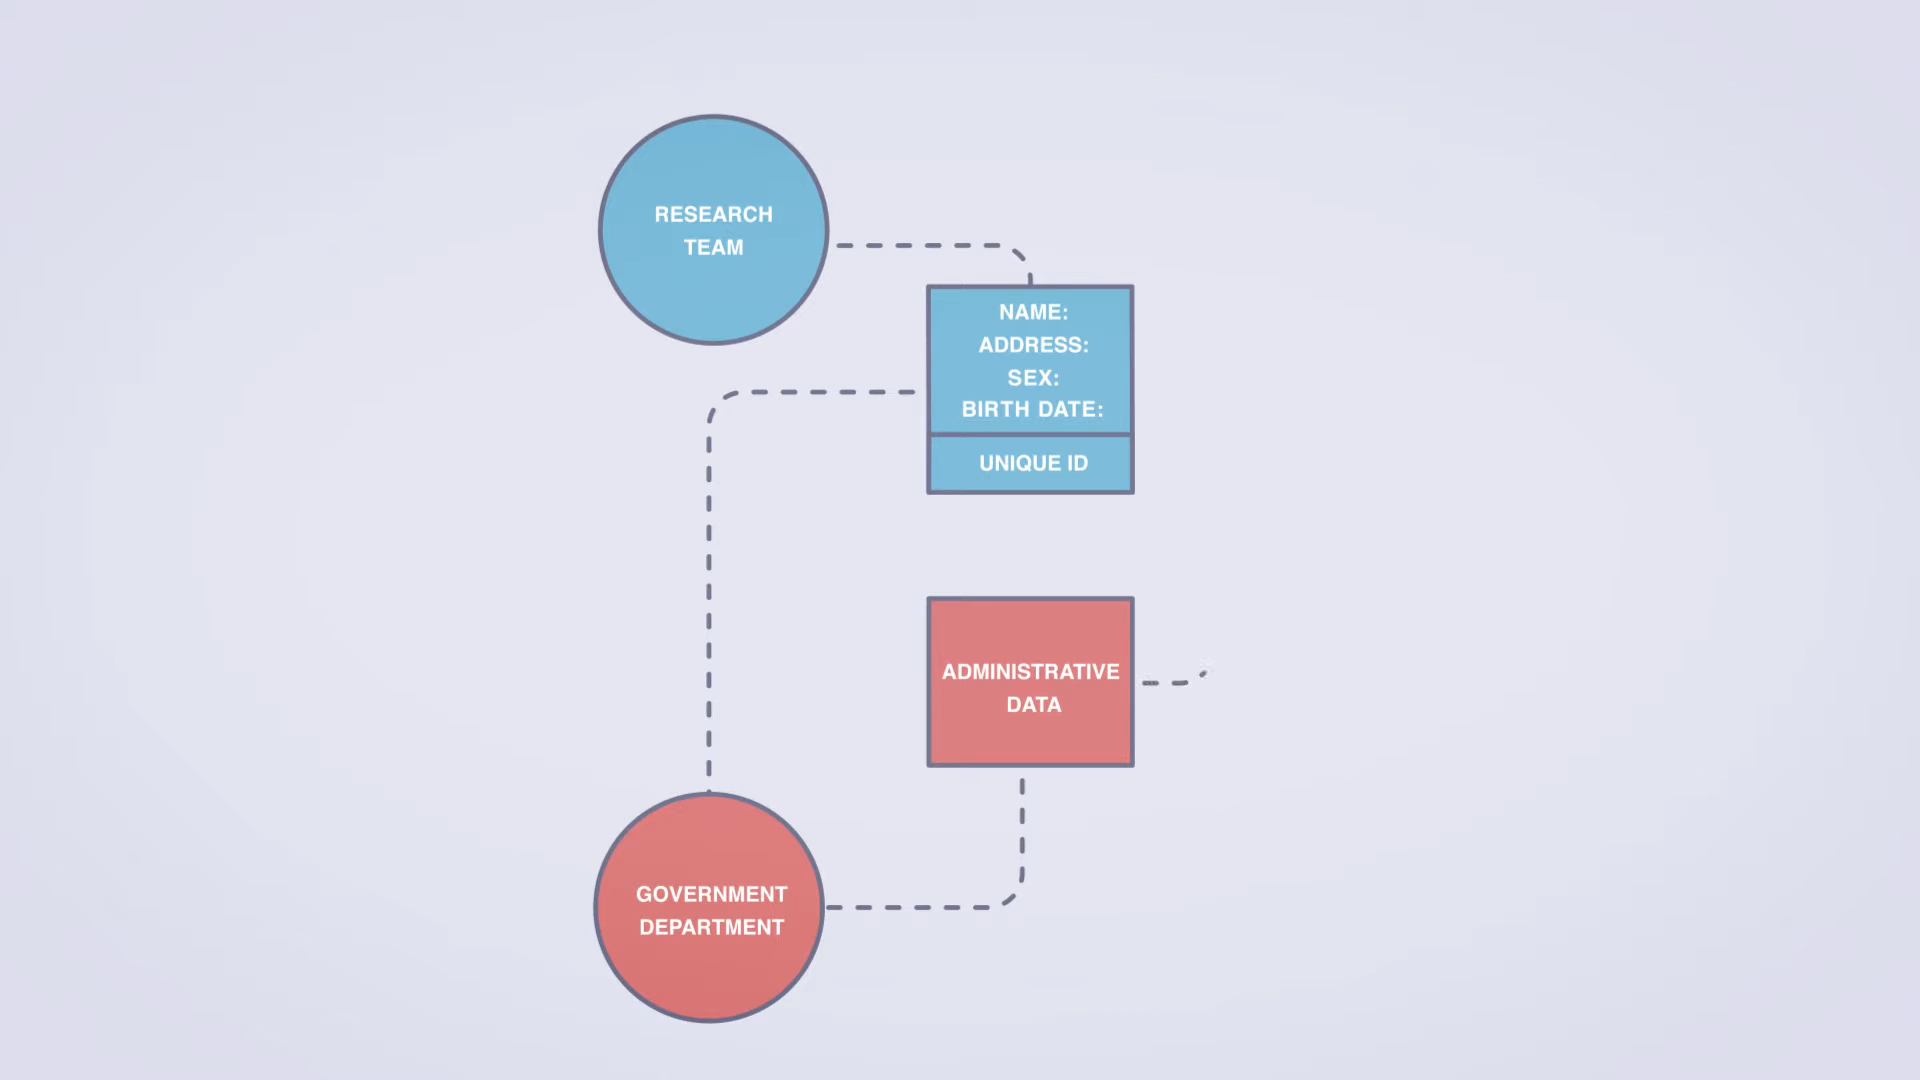 RESEARCH
TEAM
NAME:
ADDRESS:
SEX:
BIRTH DATE:
UNIQUE ID
ADMINISTRATIVE
DATA
GOVERNMENT
DEPARTMENT